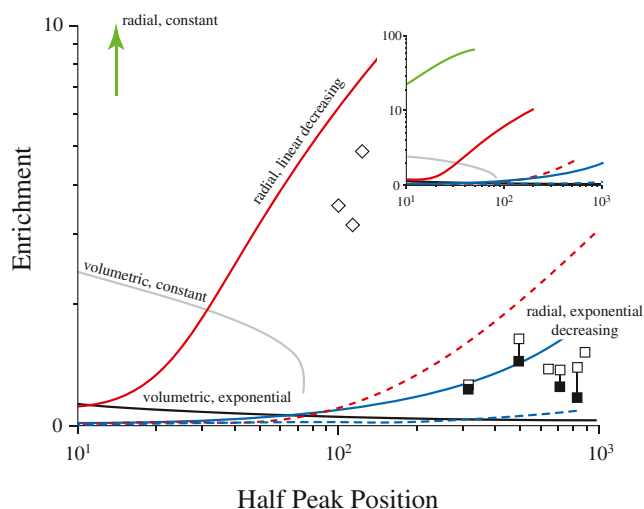 10
radial, constant
Enrichment
radial, linear decreasing
volumetric, constant
volumetric, exponential
radial, exponential
decreasing
0
10¹
10²
10³
Half Peak Position
100
10
0
10¹
10²
10³